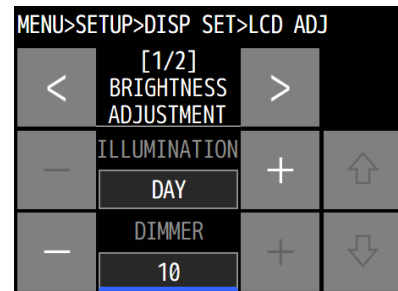 MENU>SETUP>DISP SET>LCD ADJ
[1/2]
BRIGHTNESS
ADJUSTMENT
< >
ILLUMINATION
DAY
− +
DIMMER
10
− +